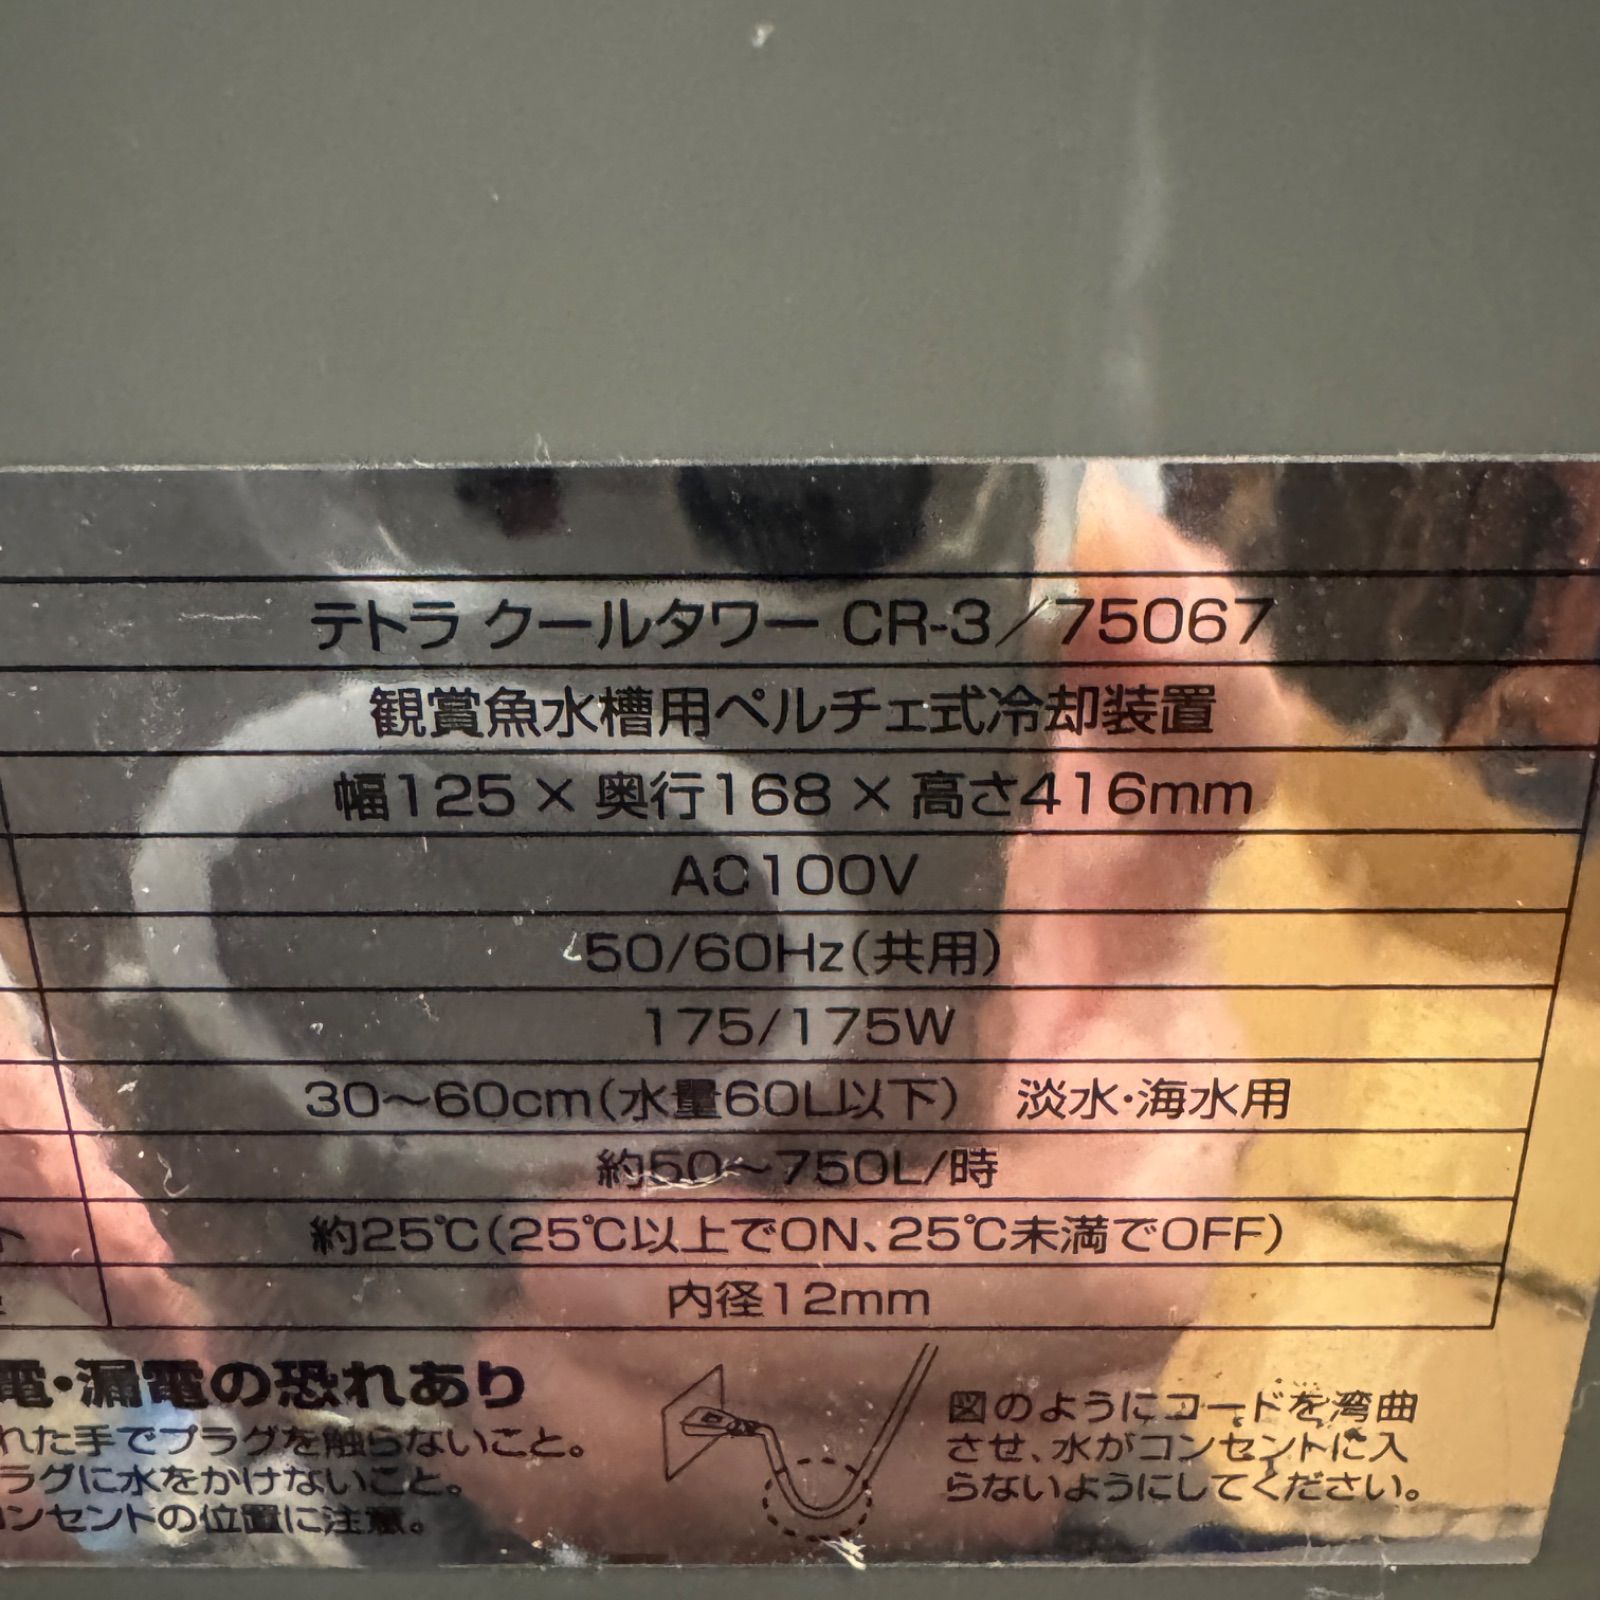 テトラ クールタワー CR-3／75067
観賞魚水槽用ペルチェ式冷却装置
幅125 × 奥行168 × 高さ416mm
AC100V
50/60Hz(共用)
175/175W
30〜60cm(水量60L以下) 淡水・海水用
約50〜750L/時
ト
約25℃(25℃以上でON、25℃未満でOFF)
内径12mm
電・漏電の恐れあり
れた手でプラグを触らないこと。
ラグに水をかけないこと。
ンセントの位置に注意。
図のようにコードを湾曲
させ、水がコンセントに入
らないようにしてください。